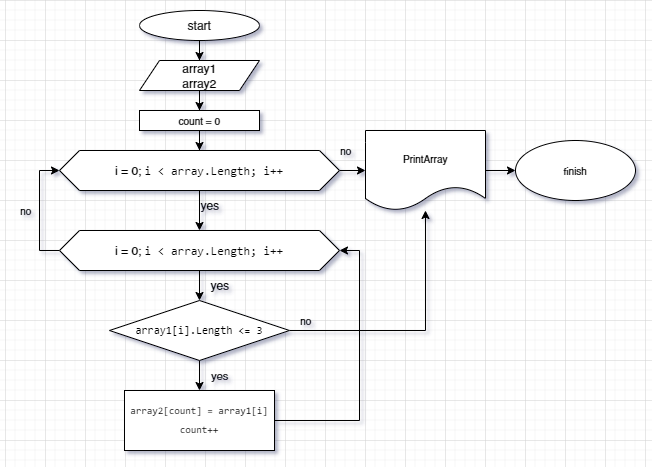 start
array1
array2
count = 0
i = 0; i < array.Length; i++
no
PrintArray
finish
yes
no
i = 0; i < array.Length; i++
yes
array1[i].Length <= 3
no
yes
array2[count] = array1[i]
count++